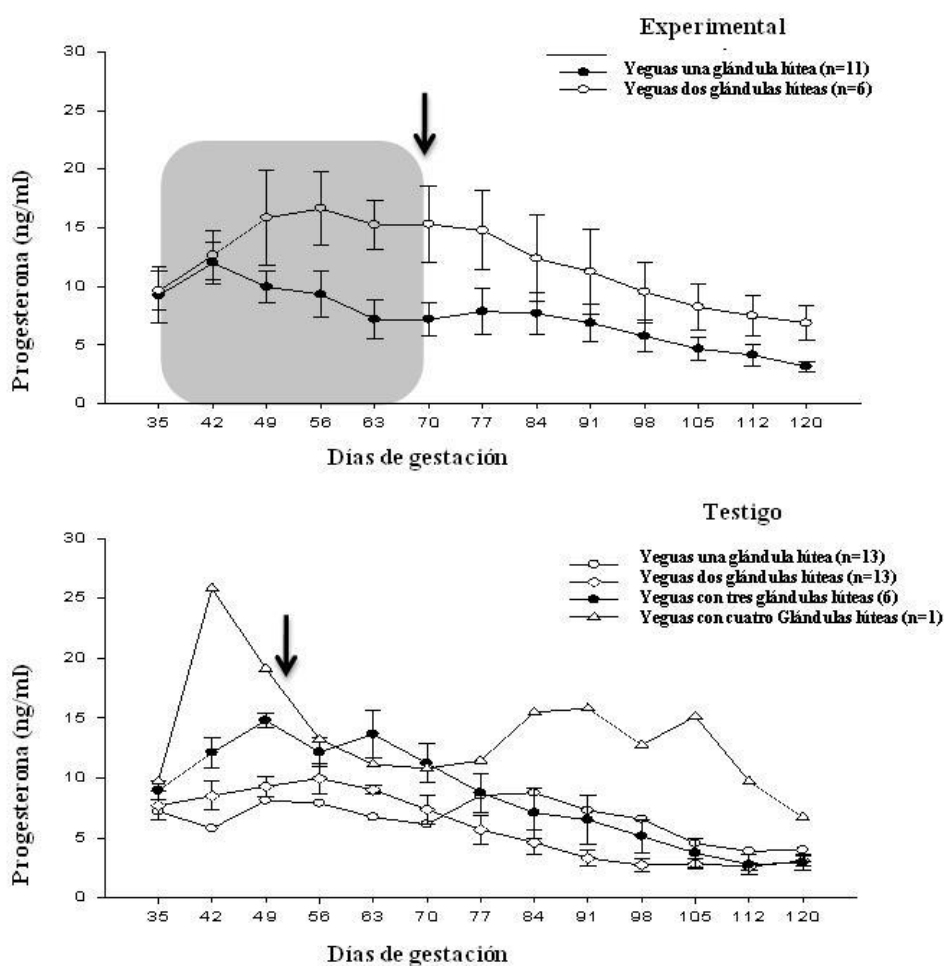 Experimental
Yeguas una glándula lútea (n=11)
Yeguas dos glándulas lúteas (n=6)
Progesterona (ng/ml)
30
25
20
15
10
5
0
35 42 49 56 63 70 77 84 91 98 105 112 120
Días de gestación
Testigo
Yeguas una glándula lútea (n=13)
Yeguas dos glándulas lúteas (n=13)
Yeguas con tres glándulas lúteas (6)
Yeguas con cuatro Glándulas lúteas (n=1)
Progesterona (ng/ml)
30
25
20
15
10
5
0
35 42 49 56 63 70 77 84 91 98 105 112 120
Días de gestación